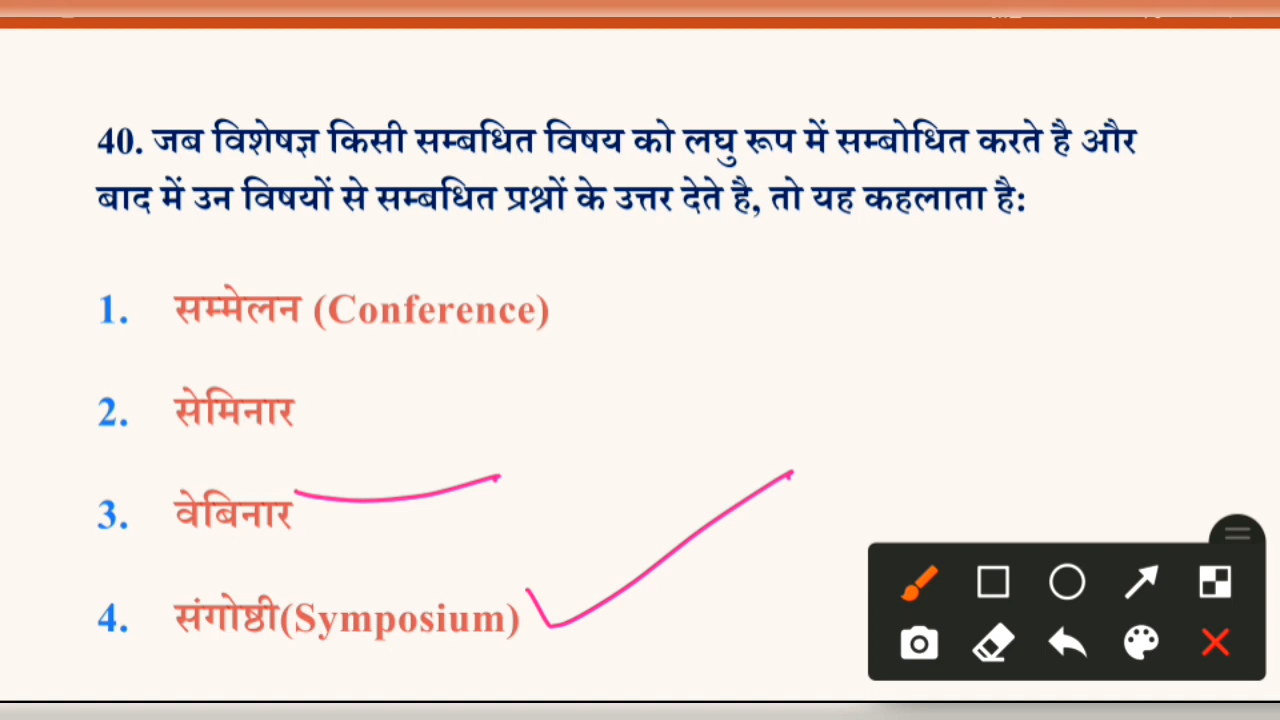 40. जब विशेषज्ञ किसी सम्बधित विषय को लघु रूप में सम्बोधित करते है और
बाद में उन विषयों से सम्बधित प्रश्नों के उत्तर देते है, तो यह कहलाता है:
1. सम्मेलन (Conference)
2. सेमिनार
3. वेबिनार
4. संगोष्ठी(Symposium)